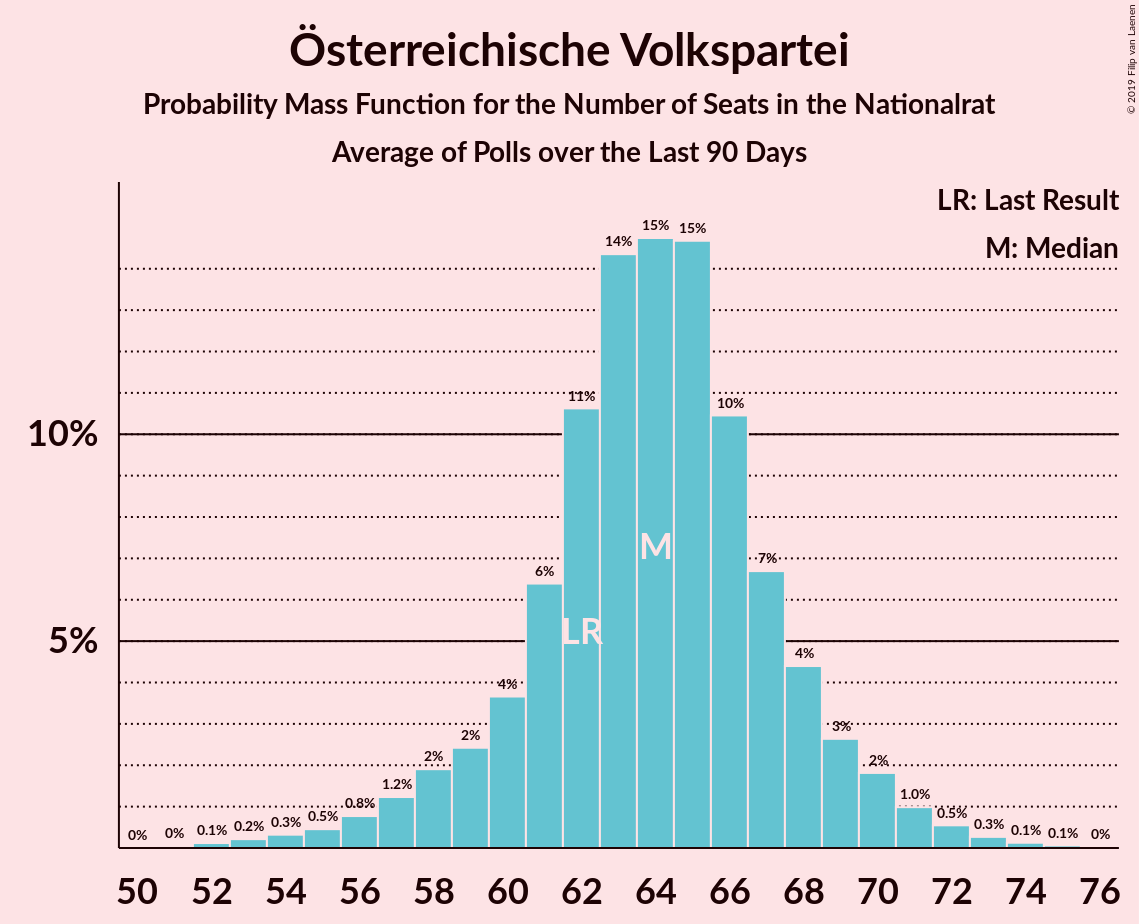 Österreichische Volkspartei
Probability Mass Function for the Number of Seats in the Nationalrat
Average of Polls over the Last 90 Days
© 2019 Filip van Laenen
LR: Last Result
M: Median
10%
5%
0% 0% 0.1% 0.2% 0.3% 0.5% 0.8% 1.2% 2% 2% 4% 6% 11% 14% 15% 15% 10% 7% 4% 3% 2% 1.0% 0.5% 0.3% 0.1% 0.1% 0%
M
LR
50 52 54 56 58 60 62 64 66 68 70 72 74 76